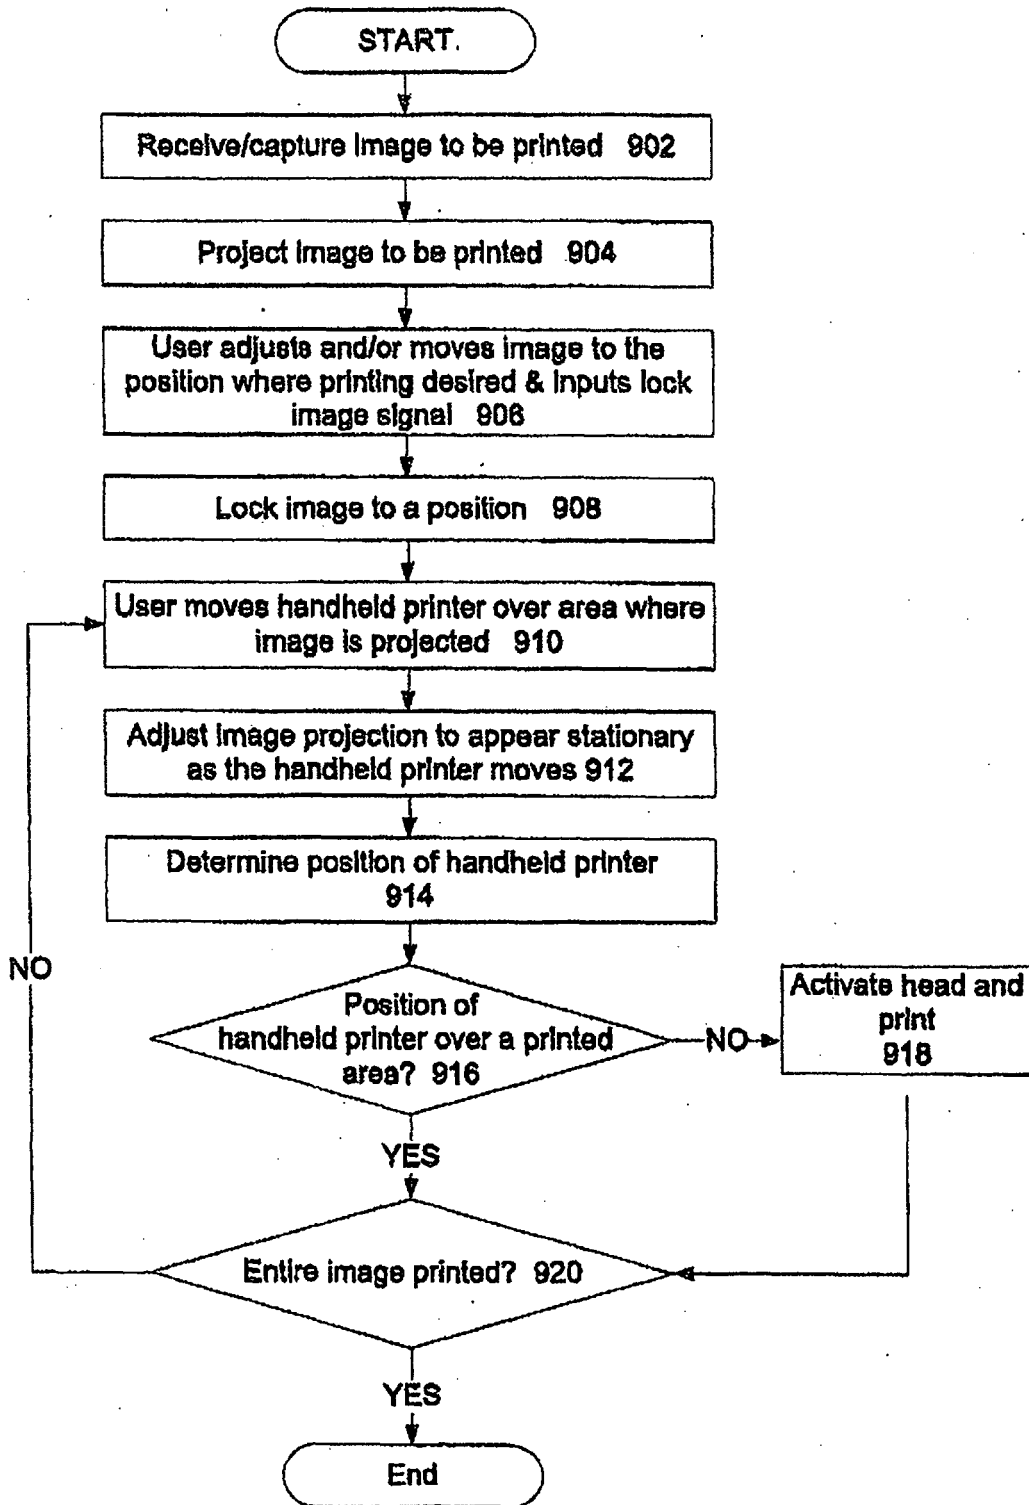 START.
Receive/capture image to be printed 902
Project image to be printed 904
User adjusts and/or moves image to the
position where printing desired & inputs lock
image signal 906
Lock image to a position 908
User moves handheld printer over area where
image is projected 910
Adjust image projection to appear stationary
as the handheld printer moves 912
Determine position of handheld printer
914
Position of
handheld printer over a printed
area? 916
NO
Activate head and
print
918
YES
NO
Entire image printed? 920
YES
End